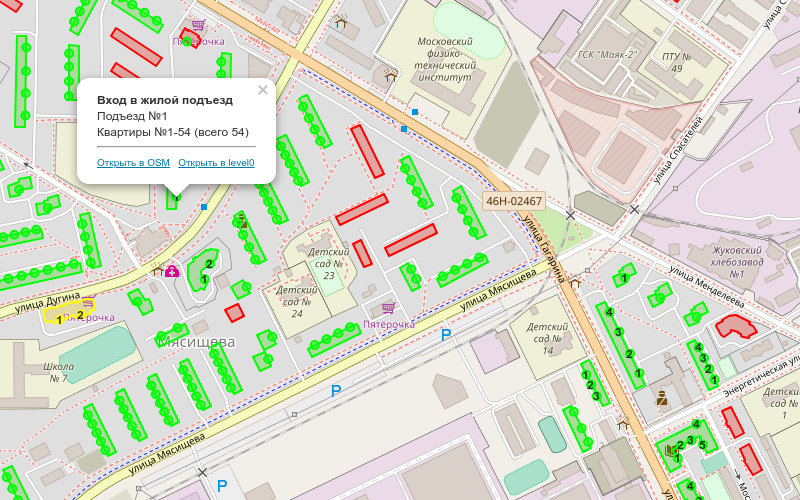 Пятёрочка
Московский
физико-
технический
институт
ГСК "Маяк-2"
ПТУ №
49
×
Вход в жилой подъезд
Подъезд №1
Квартиры №1-54 (всего 54)
Открыть в OSM Открыть в level0
улица Спасателей
46Н-02467
улица Гагарина
Жуковский
хлебозавод
№1
улица Менделеева
Детский
сад №
23
2
1
улица Дугина
Детский
сад №
24
улица Мясищева
Пятёрочка
1 2
Пятёрочка
Мясищева
P
Детский
сад №
14
1
4
3
2
1
4
3
2
1
Школа
№ 7
P
1
2
3
Энергетическая ули
Детский
сад №
1
улица Мясищева
4
2 3 5
1
4
P